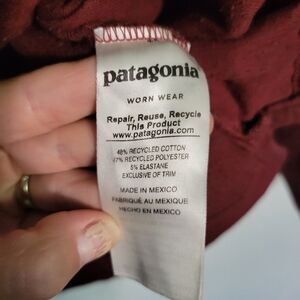 patagonia
WORN WEAR
Repair, Reuse, Recycle
This Product
www.patagonia.com
48% RECYCLED COTTON
47% RECYCLED POLYESTER
5% ELASTANE
EXCLUSIVE OF TRIM
MADE IN MEXICO
FABRIQUÉ AU MEXIQUE
HECHO EN MEXICO